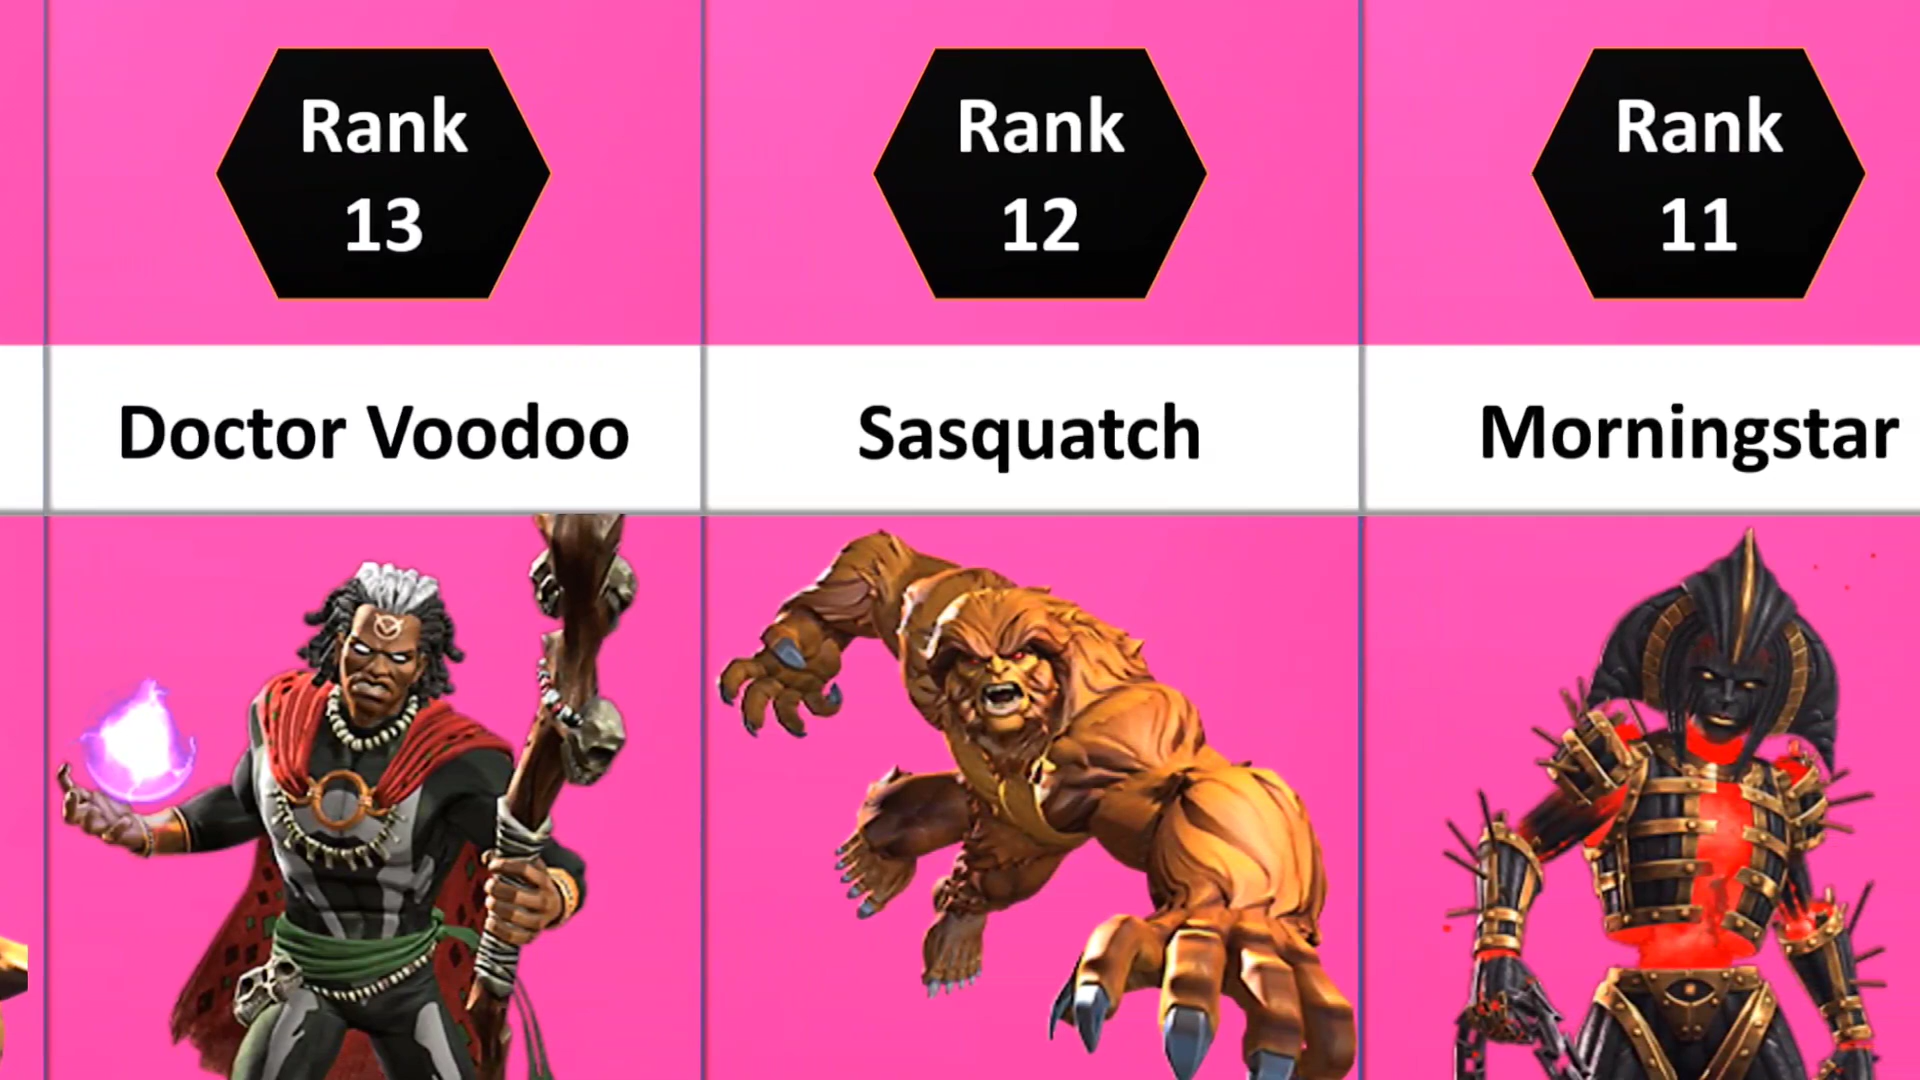 Rank
13
Rank
12
Rank
11
Doctor Voodoo
Sasquatch
Morningstar